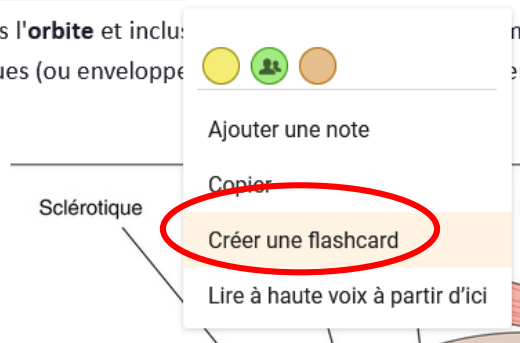 s l'orbite et inclus
ues (ou enveloppe
Ajouter une note
Copier
Sclérotique
Créer une flashcard
Lire à haute voix à partir d'ici